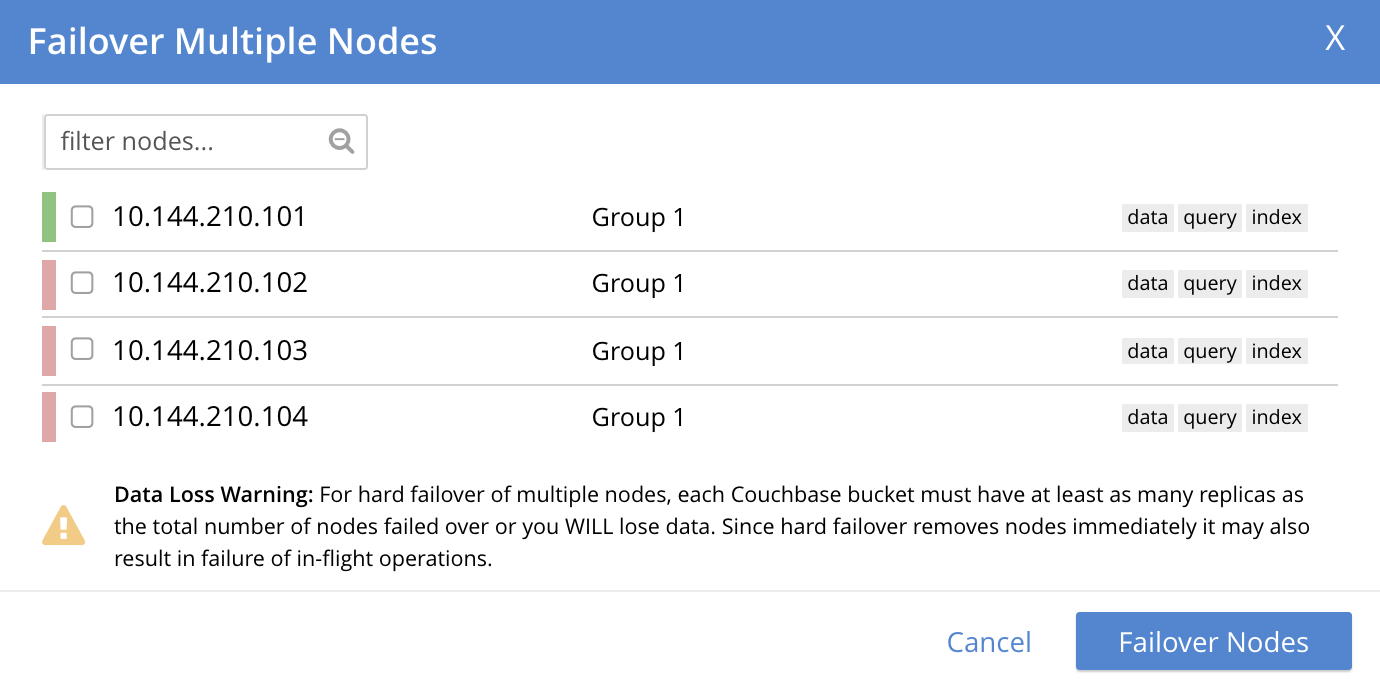 Failover Multiple Nodes X
filter nodes...
10.144.210.101 Group 1 data query index
10.144.210.102 Group 1 data query index
10.144.210.103 Group 1 data query index
10.144.210.104 Group 1 data query index
Data Loss Warning: For hard failover of multiple nodes, each Couchbase bucket must have at least as many replicas as
the total number of nodes failed over or you WILL lose data. Since hard failover removes nodes immediately it may also
result in failure of in-flight operations.
Cancel Failover Nodes